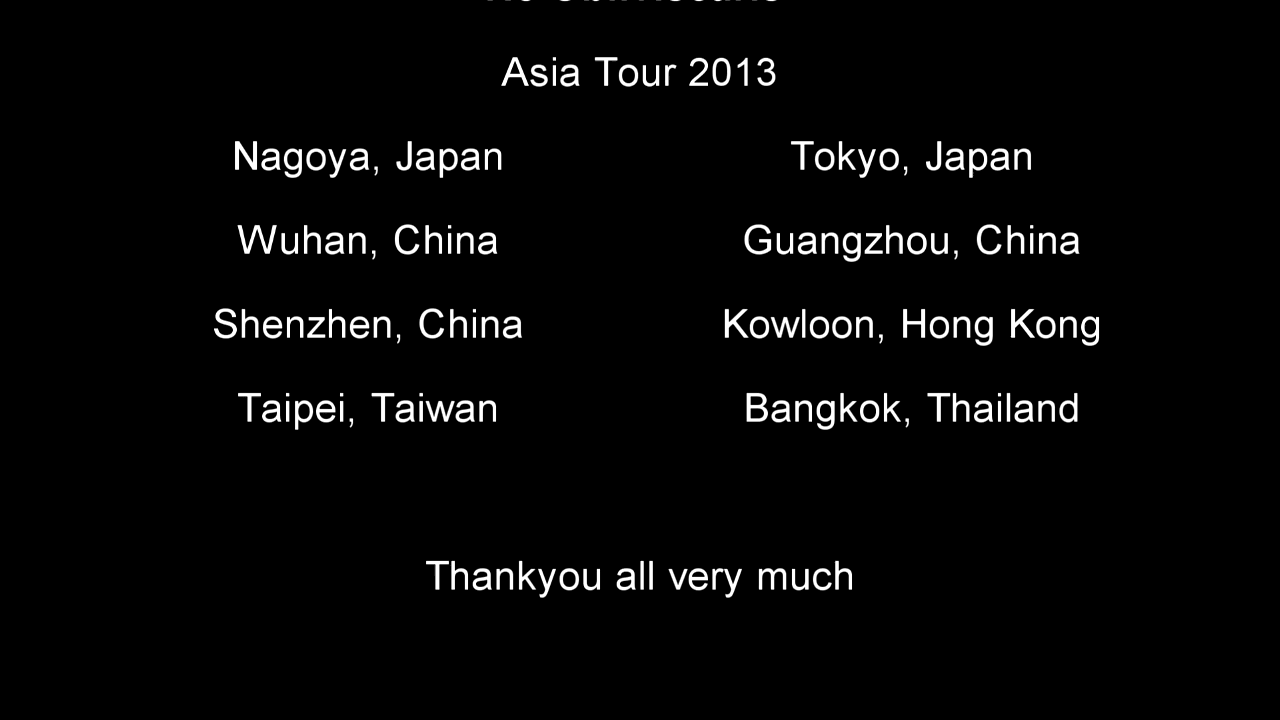 Asia Tour 2013
Nagoya, Japan Tokyo, Japan
Wuhan, China Guangzhou, China
Shenzhen, China Kowloon, Hong Kong
Taipei, Taiwan Bangkok, Thailand
Thankyou all very much